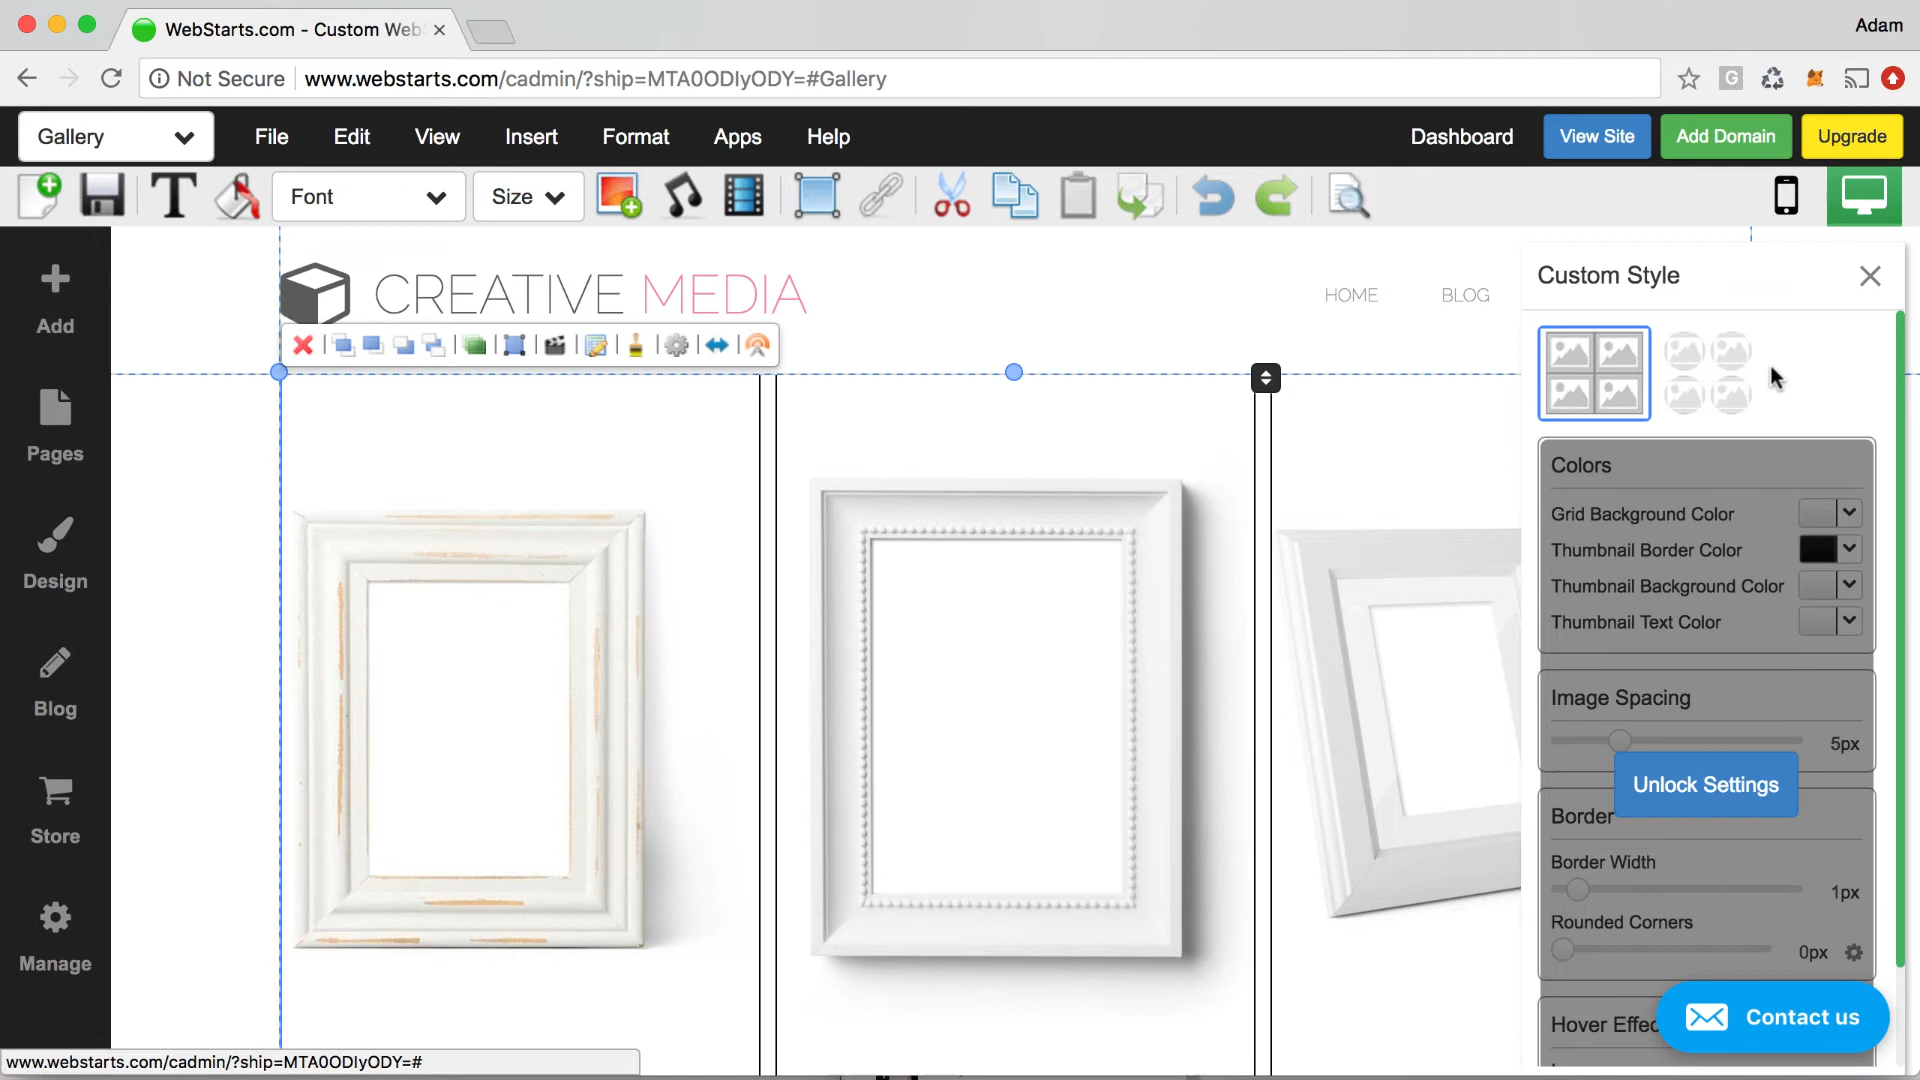 WebStarts.com - Custom Web
Adam
Not Secure
www.webstarts.com/cadmin/?ship=MTA0ODIyODY=#Gallery
G
Gallery
File
Edit
View
Insert
Format
Apps
Help
Dashboard
View Site
Add Domain
Upgrade
T
Font
Size
Add
Pages
Design
Blog
Store
Manage
CREATIVE MEDIA
HOME
BLOG
Custom Style
Colors
Grid Background Color
Thumbnail Border Color
Thumbnail Background Color
Thumbnail Text Color
Image Spacing
5px
Unlock Settings
Border
Border Width
1px
Rounded Corners
0px
Hover Effec
Contact us
www.webstarts.com/cadmin/?ship=MTA0ODIyODY=#